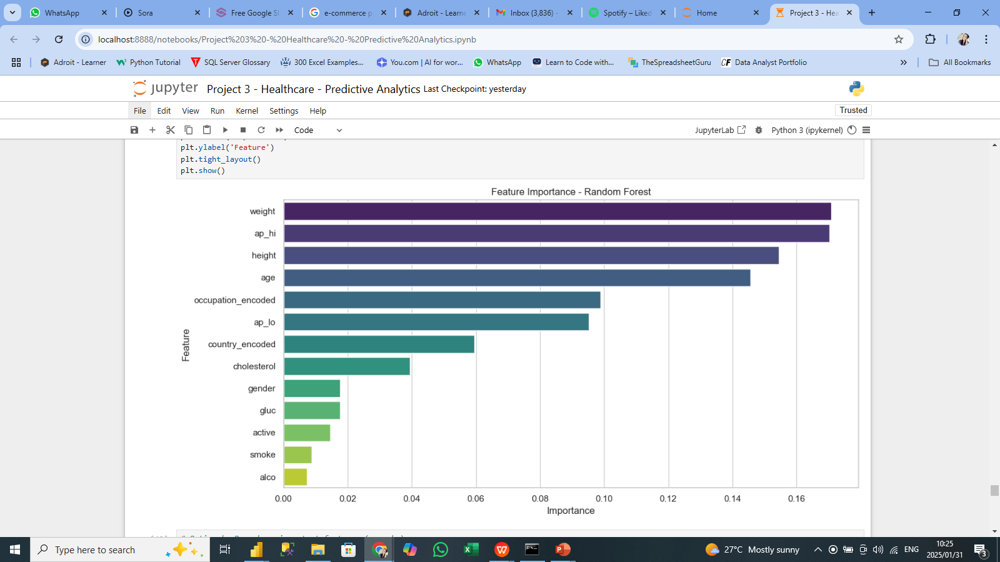 WhatsApp
Sora
Free Google Sl
e-commerce p
Adroit - Learne
Inbox (3,836) -
Spotify – Liked
Home
Project 3 - Hea
localhost:8888/notebooks/Project%203%20-%20Healthcare%20-%20Predictive%20Analytics.ipynb
Adroit - Learner
Python Tutorial
SQL Server Glossary
300 Excel Examples...
You.com | AI for wor...
WhatsApp
Learn to Code with...
TheSpreadsheetGuru
CF Data Analyst Portfolio
»
All Bookmarks
jupyter Project 3 - Healthcare - Predictive Analytics Last Checkpoint: yesterday
File Edit View Run Kernel Settings Help
Trusted
Code
JupyterLab
Python 3 (ipykernel)
plt.ylabel('Feature')
plt.tight_layout()
plt.show()
Feature Importance - Random Forest
weight
ap_hi
height
age
occupation_encoded
ap_lo
country_encoded
cholesterol
gender
gluc
active
smoke
alco
Feature
0.00 0.02 0.04 0.06 0.08 0.10 0.12 0.14 0.16
Importance
Type here to search
27°C Mostly sunny
ENG
10:25
2025/01/31
3